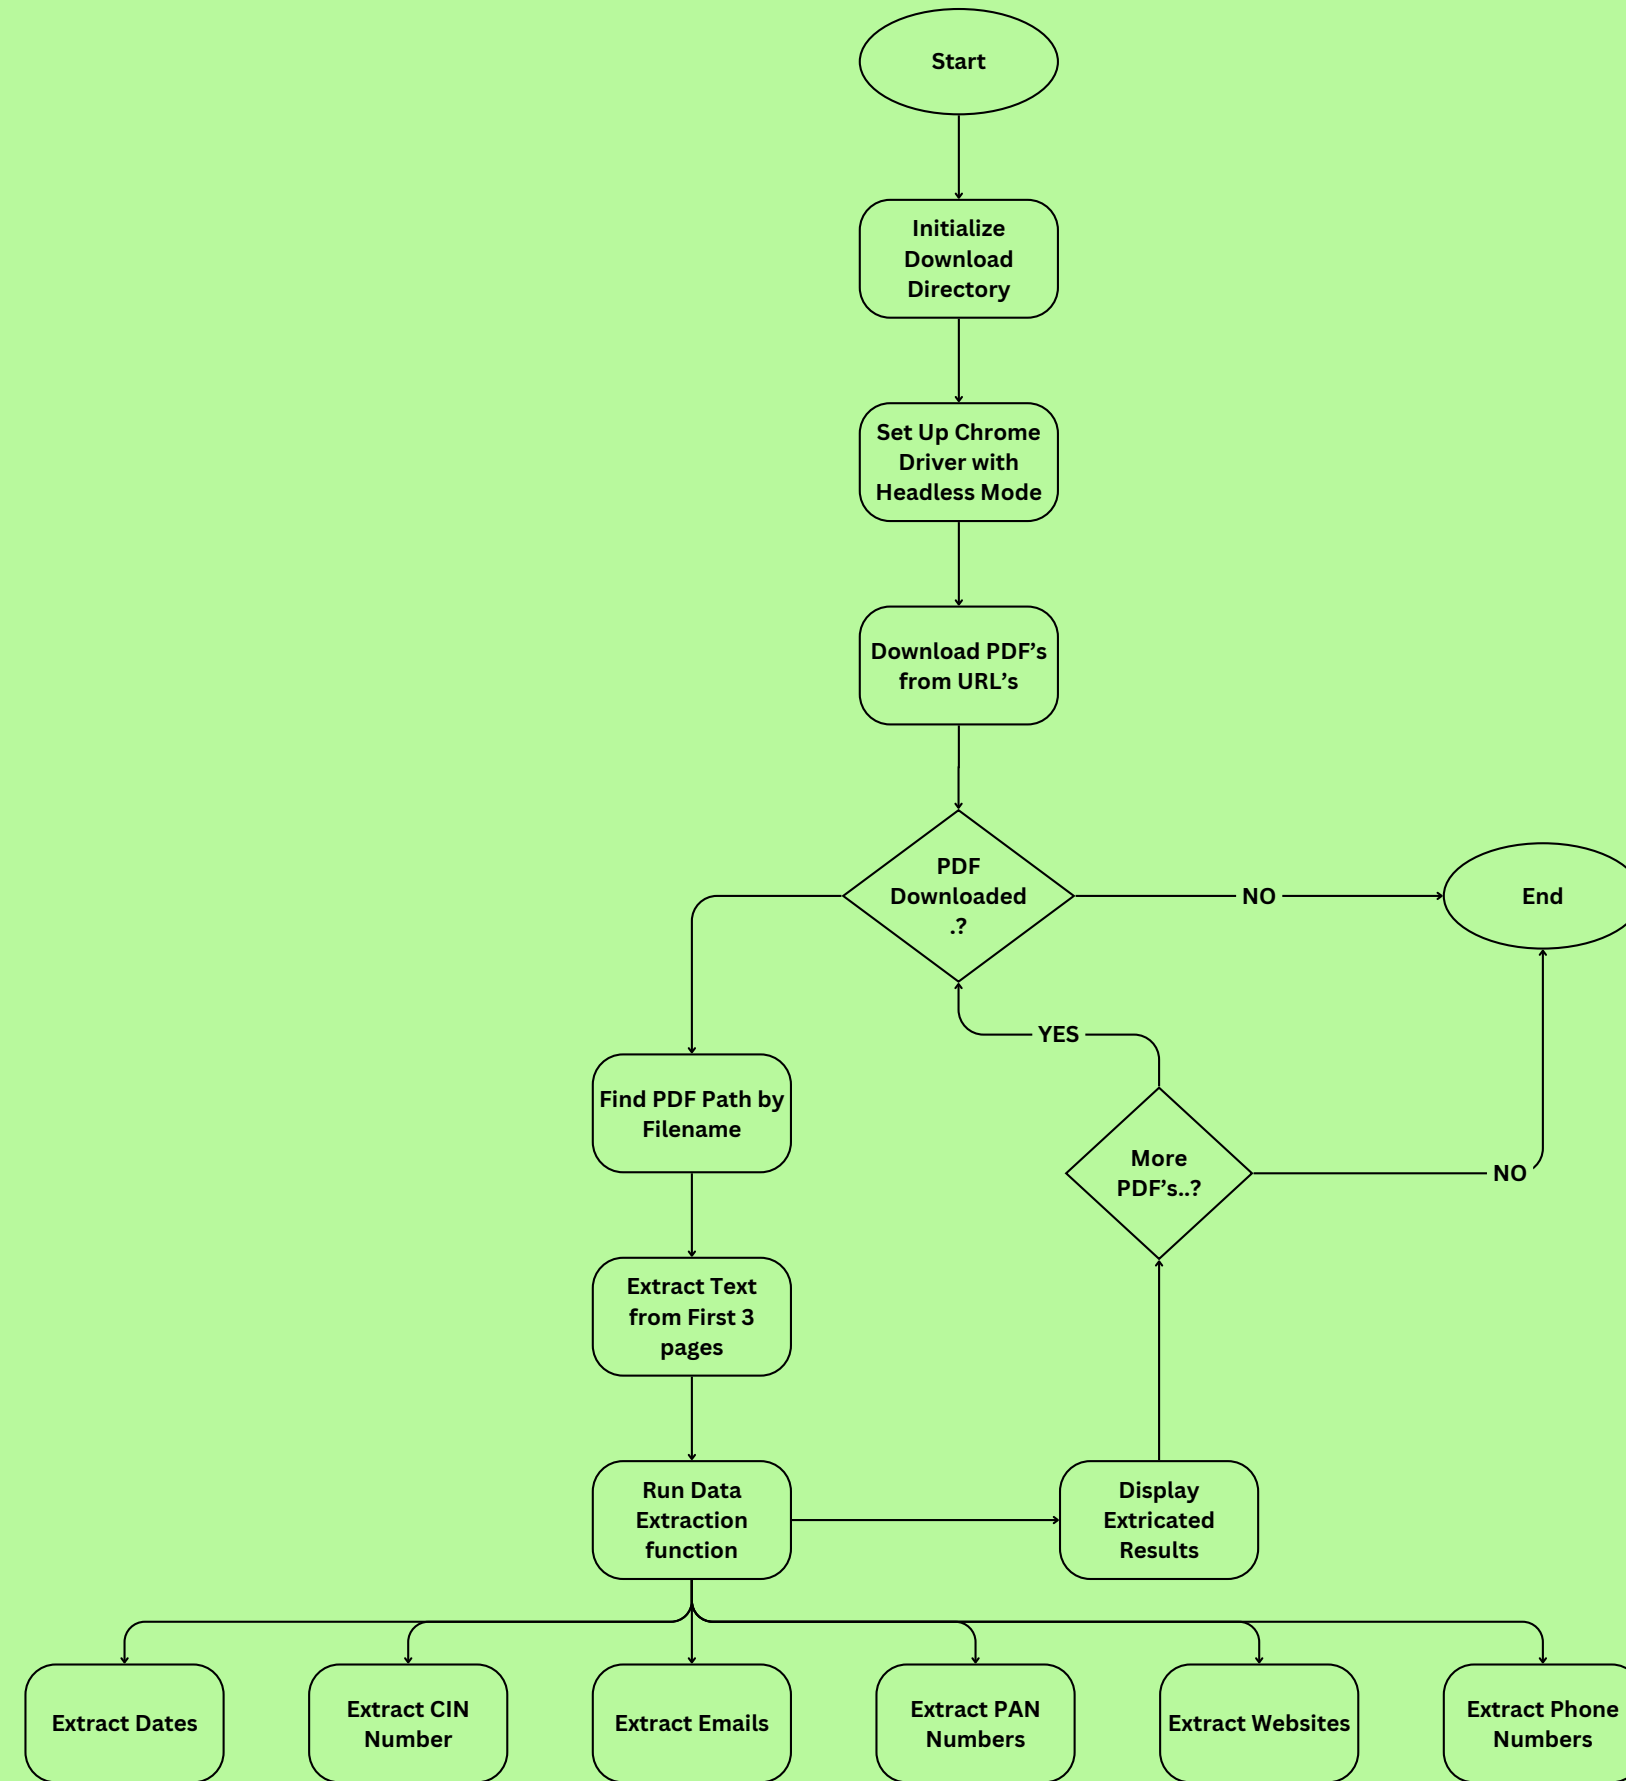 Start
Initialize
Download
Directory
Set Up Chrome
Driver with
Headless Mode
Download PDF’s
from URL’s
PDF
Downloaded
.?
NO
End
YES
Find PDF Path by
Filename
More
PDF’s..?
NO
Extract Text
from First 3
pages
Run Data
Extraction
function
Display
Extricated
Results
Extract Dates
Extract CIN
Number
Extract Emails
Extract PAN
Numbers
Extract Websites
Extract Phone
Numbers